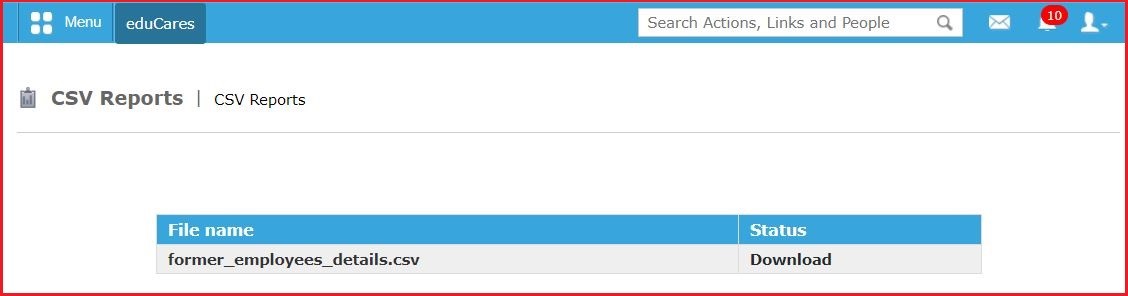 Menu
eduCares
Search Actions, Links and People
10
CSV Reports | CSV Reports
File name
Status
former_employees_details.csv
Download